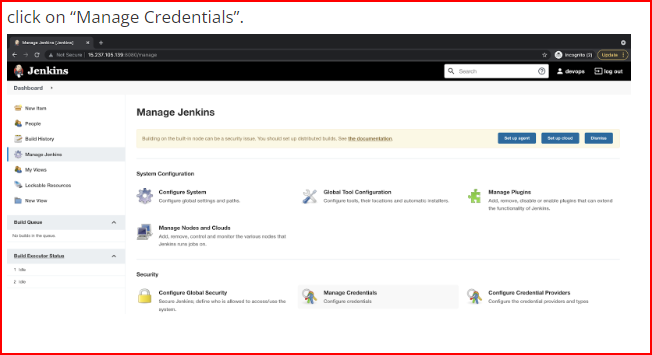 click on “Manage Credentials”.
Manage Jenkins [Jenkins]
Not Secure | 15.237.105.139:8080/manage
Incognito (2)
Update
Jenkins
Search
devops
log out
Dashboard
New Item
People
Build History
Manage Jenkins
My Views
Lockable Resources
New View
Build Queue
No builds in the queue.
Build Executor Status
1 Idle
2 Idle
Manage Jenkins
Building on the built-in node can be a security issue. You should set up distributed builds. See the documentation.
Set up agent
Set up cloud
Dismiss
System Configuration
Configure System
Configure global settings and paths.
Global Tool Configuration
Configure tools, their locations and automatic installers.
Manage Plugins
Add, remove, disable or enable plugins that can extend
the functionality of Jenkins.
Manage Nodes and Clouds
Add, remove, control and monitor the various nodes that
Jenkins runs jobs on.
Security
Configure Global Security
Secure Jenkins; define who is allowed to access/use the
system.
Manage Credentials
Configure credentials
Configure Credential Providers
Configure the credential providers and types